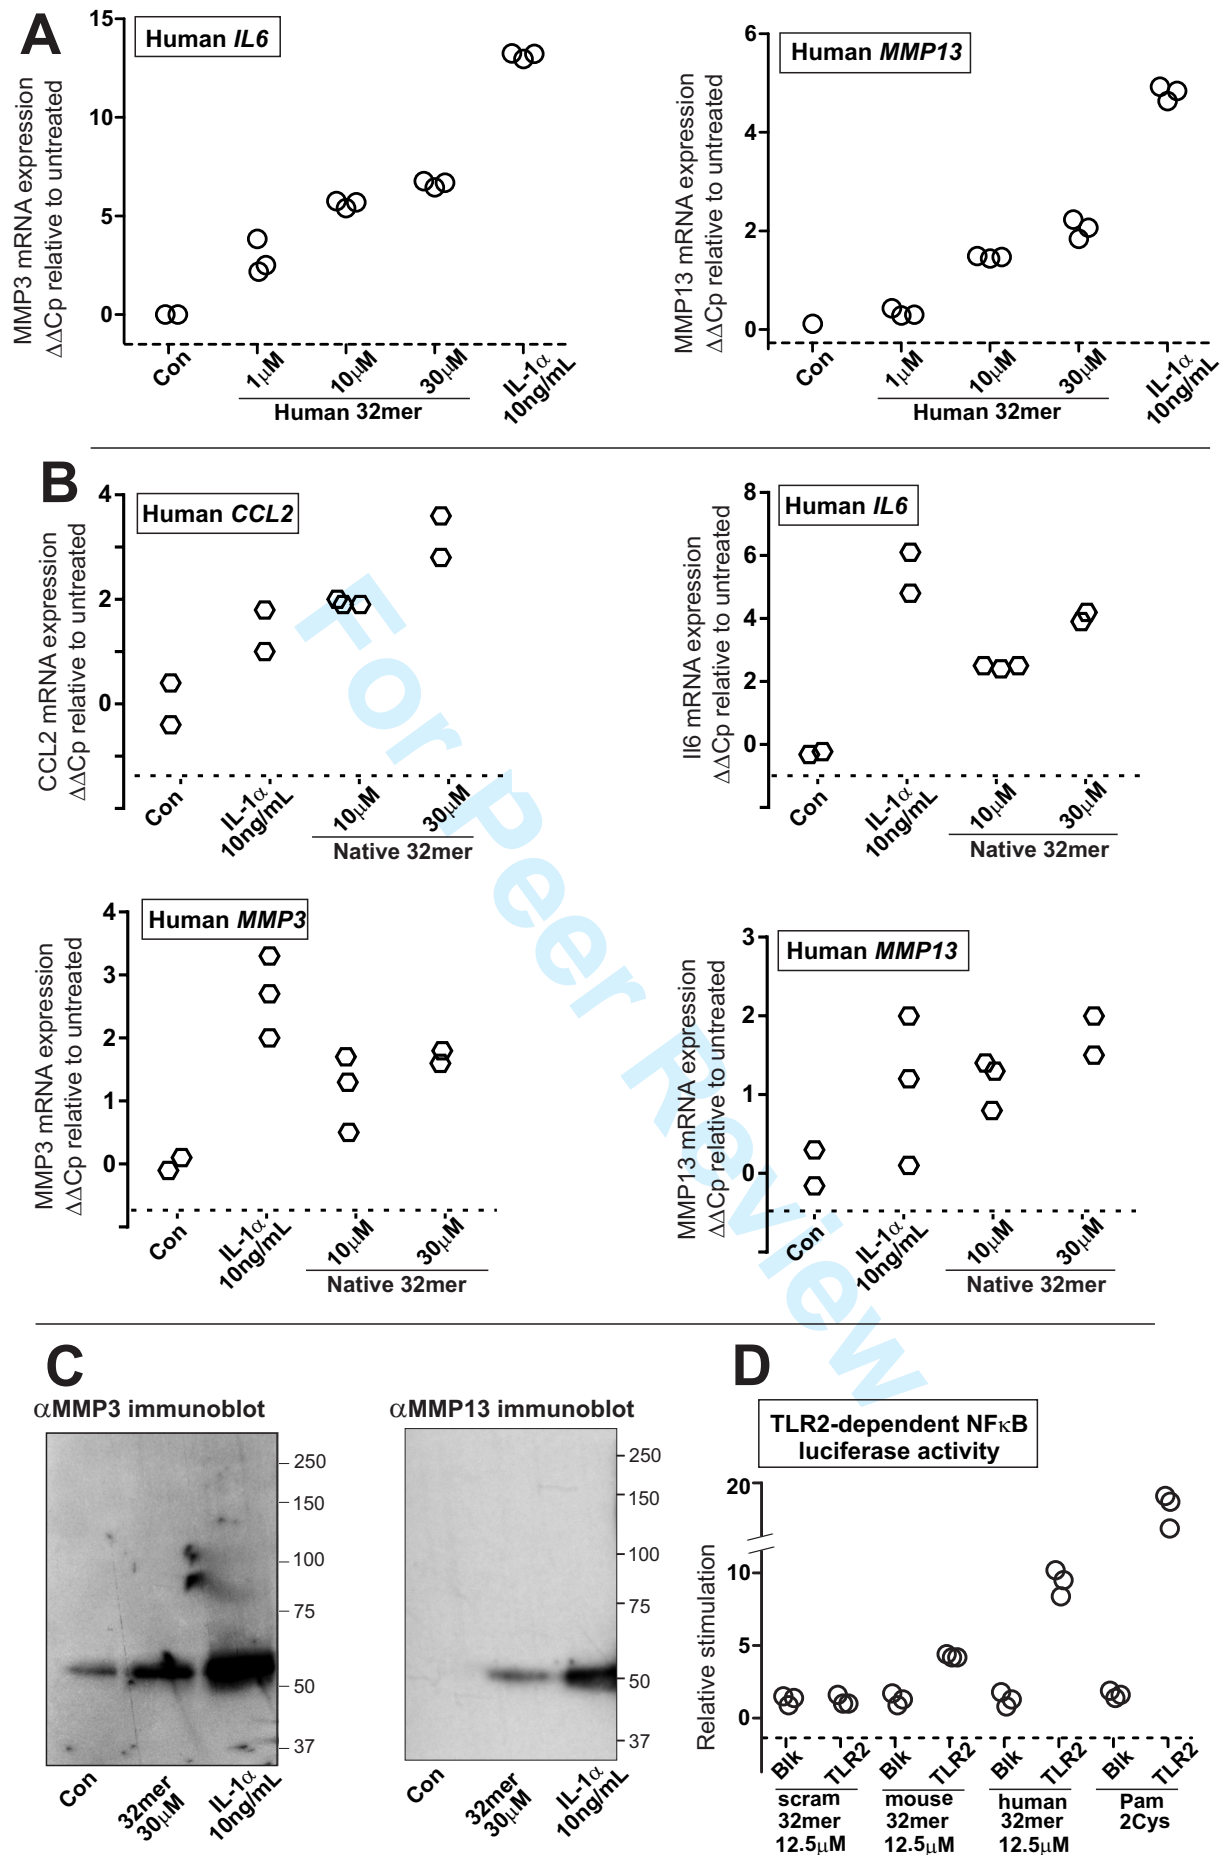 A
Human IL6
MMP3 mRNA expression
ΔΔCp relative to untreated
15
10
5
0
Con
1μM
10μM
30μM
IL-1α
10ng/mL
Human 32mer
Human MMP13
MMP13 mRNA expression
ΔΔCp relative to untreated
6
4
2
0
Con
1μM
10μM
30μM
IL-1α
10ng/mL
Human 32mer
B
Human CCL2
CCL2 mRNA expression
ΔΔCp relative to untreated
4
2
0
Con
IL-1α
10ng/mL
10μM
30μM
Native 32mer
Human IL6
Il6 mRNA expression
ΔΔCp relative to untreated
8
6
4
2
0
Con
IL-1α
10ng/mL
10μM
30μM
Native 32mer
Human MMP3
MMP3 mRNA expression
ΔΔCp relative to untreated
4
3
2
1
0
Con
IL-1α
10ng/mL
10μM
30μM
Native 32mer
Human MMP13
MMP13 mRNA expression
ΔΔCp relative to untreated
3
2
1
0
Con
IL-1α
10ng/mL
10μM
30μM
Native 32mer
For Peer Review
C
αMMP3 immunoblot
250
150
100
75
50
37
Con
32mer
30μM
IL-1α
10ng/mL
αMMP13 immunoblot
250
150
100
75
50
37
Con
32mer
30μM
IL-1α
10ng/mL
D
TLR2-dependent NFκB
luciferase activity
Relative stimulation
20
10
5
0
Blk
TLR2
Blk
TLR2
Blk
TLR2
Blk
TLR2
scram
32mer
12.5μM
mouse
32mer
12.5μM
human
32mer
12.5μM
Pam
2Cys